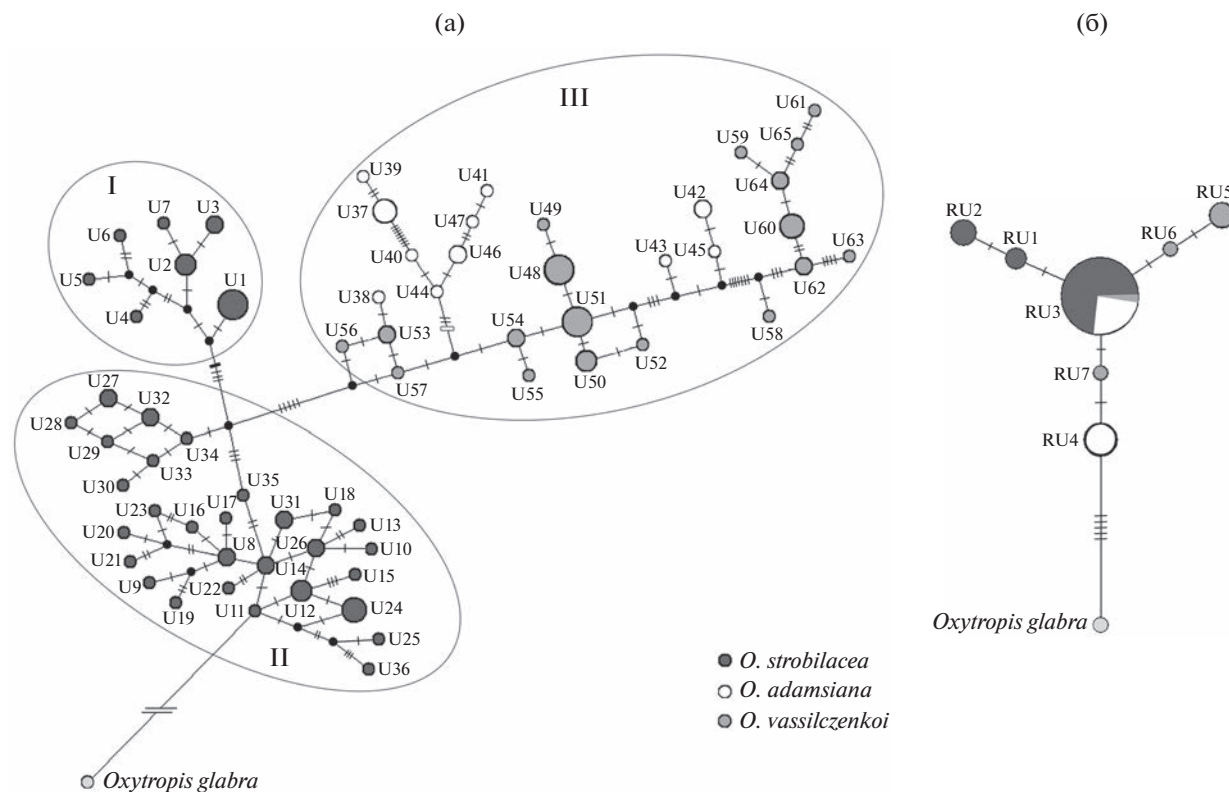 (а)
(б)
I
U7
U3
U6
U2
U5
U1
U4
III
U39
U41
U37
U47
U40
U46
U44
U38
U56
U53
U57
U49
U48
U51
U54
U55
U50
U52
U42
U43
U45
U61
U59
U65
U64
U60
U63
U62
U58
U27
U32
U28
U29
U34
U33
U30
U35
U23
U16
U17
U31
U18
U13
U20
U26
U10
U8
U14
U21
U15
U9
U22
U12
U24
U19
U11
U25
U36
II
Oxytropis glabra
O. strobilacea
O. adamsiana
O. vassilczenkoi
RU2
RU1
RU5
RU6
RU3
RU7
RU4
Oxytropis glabra